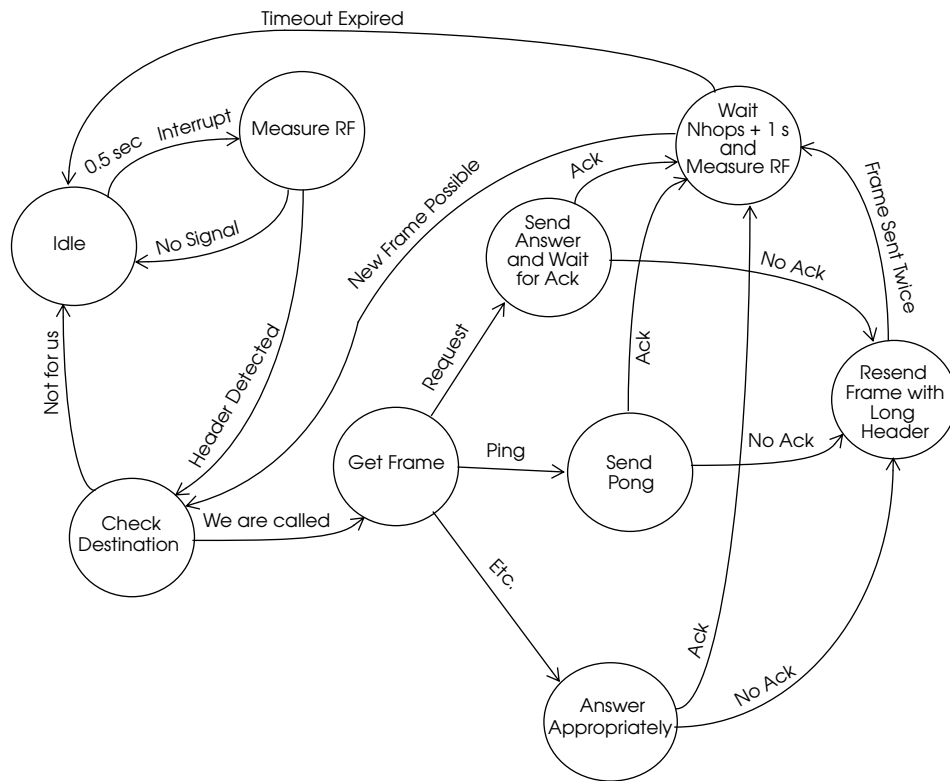 Timeout Expired
0.5 sec Interrupt
Measure RF
Wait
Nhops + 1 s
and
Measure RF
Idle
No Signal
New Frame Possible
Ack
Send
Answer
and Wait
for Ack
No Ack
Frame Sent Twice
Not for us
Header Detected
Request
Ack
Resend
Frame with
Long
Header
Get Frame
Ping
Send
Pong
No Ack
Check
Destination
We are called
Etc.
Ack
No Ack
Answer
Appropriately